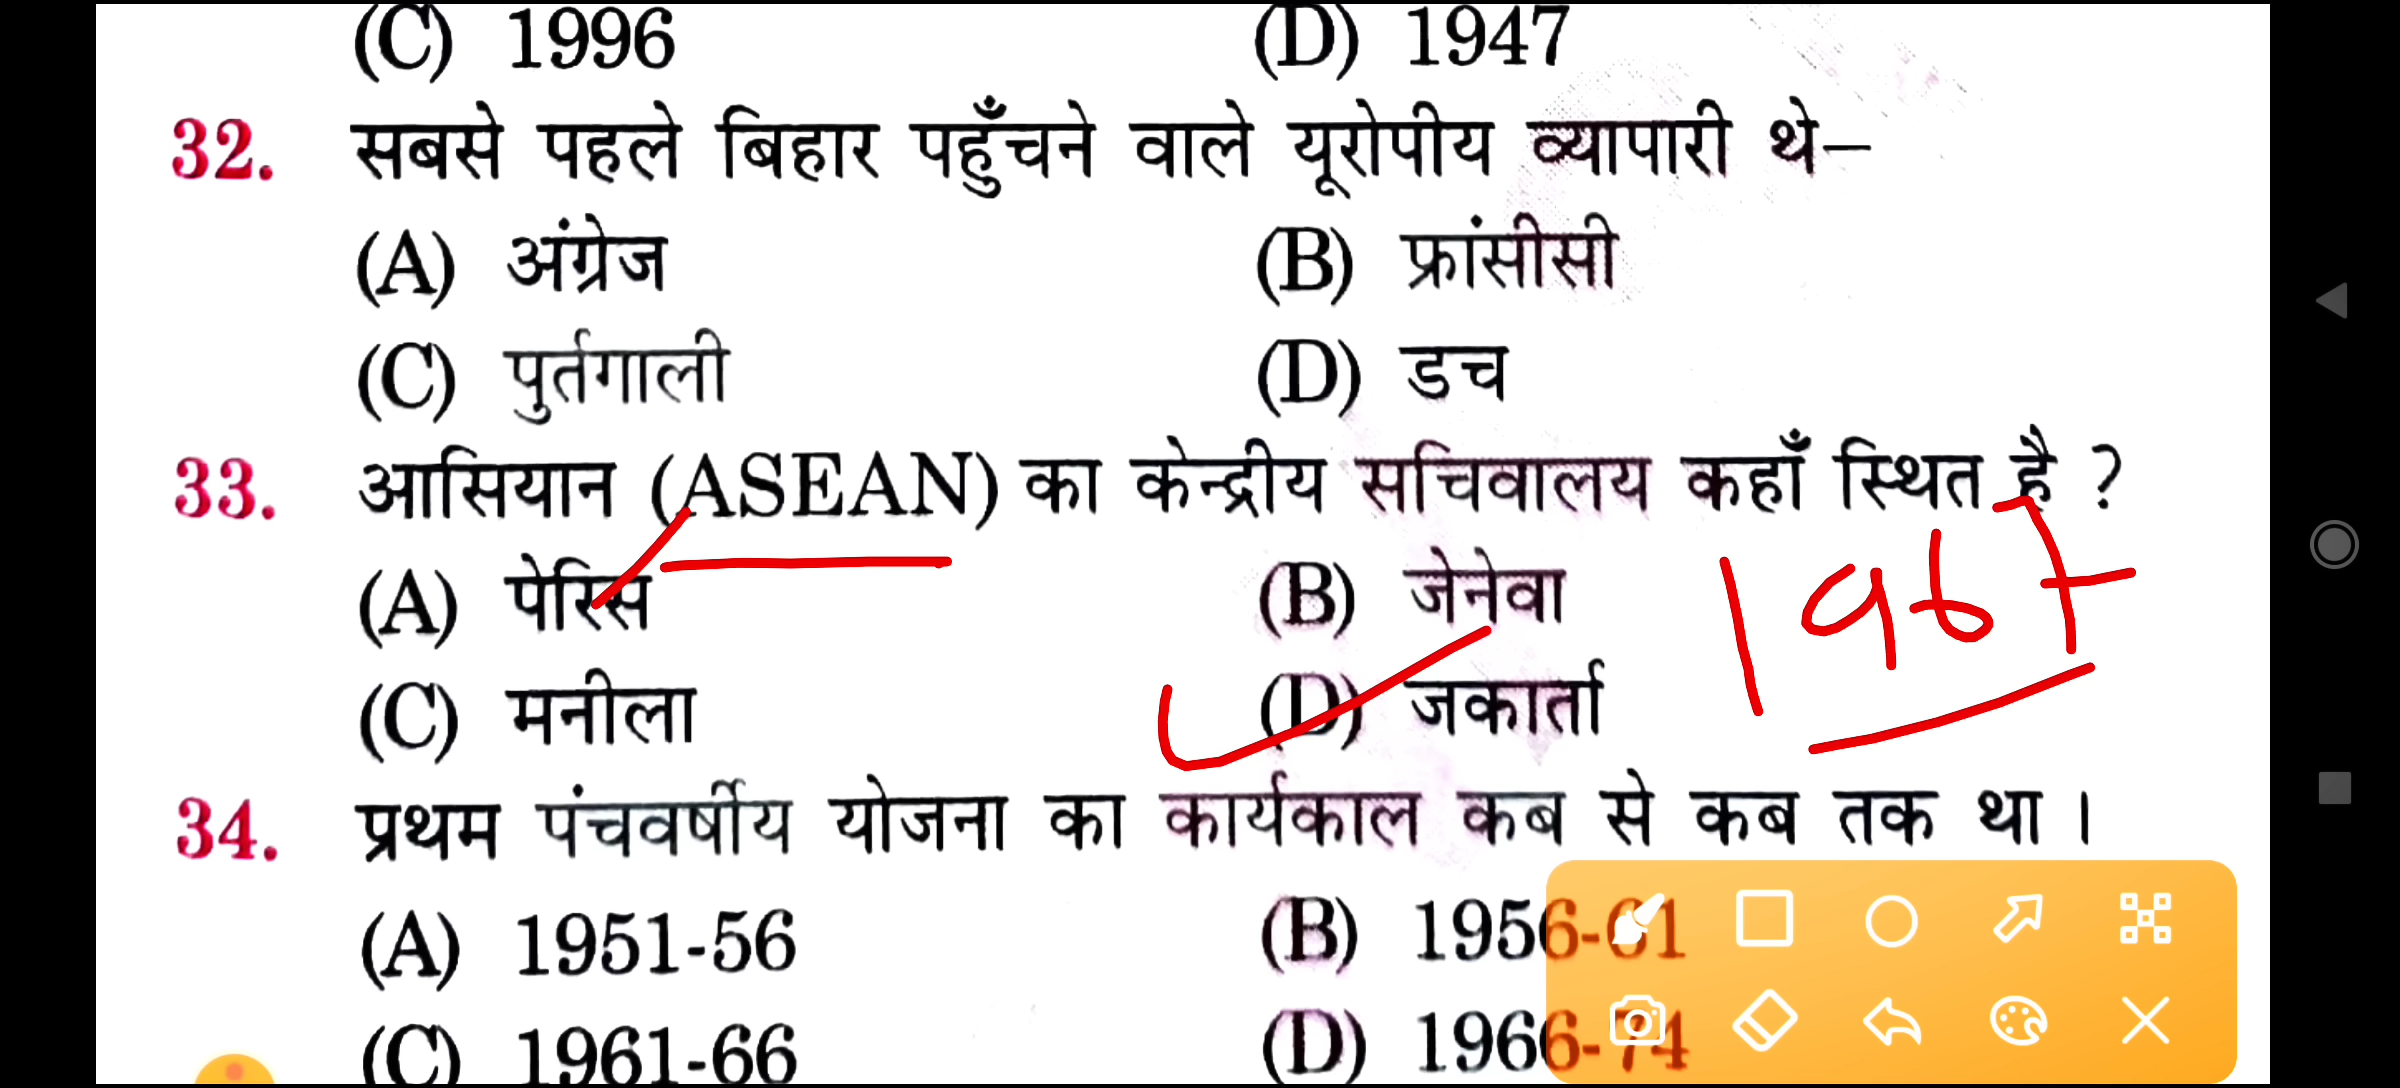 (C) 1996 (D) 1947
32. सबसे पहले बिहार पहुँचने वाले यूरोपीय व्यापारी थे–
(A) अंग्रेज (B) फ्रांसीसी
(C) पुर्तगाली (D) डच
33. आसियान (ASEAN) का केन्द्रीय सचिवालय कहाँ स्थित है ?
(A) पेरिस (B) जेनेवा
1967
(C) मनीला (D) जकार्ता
34. प्रथम पंचवर्षीय योजना का कार्यकाल कब से कब तक था ।
(A) 1951-56 (B) 1956-61
(C) 1961-66 (D) 1966-74